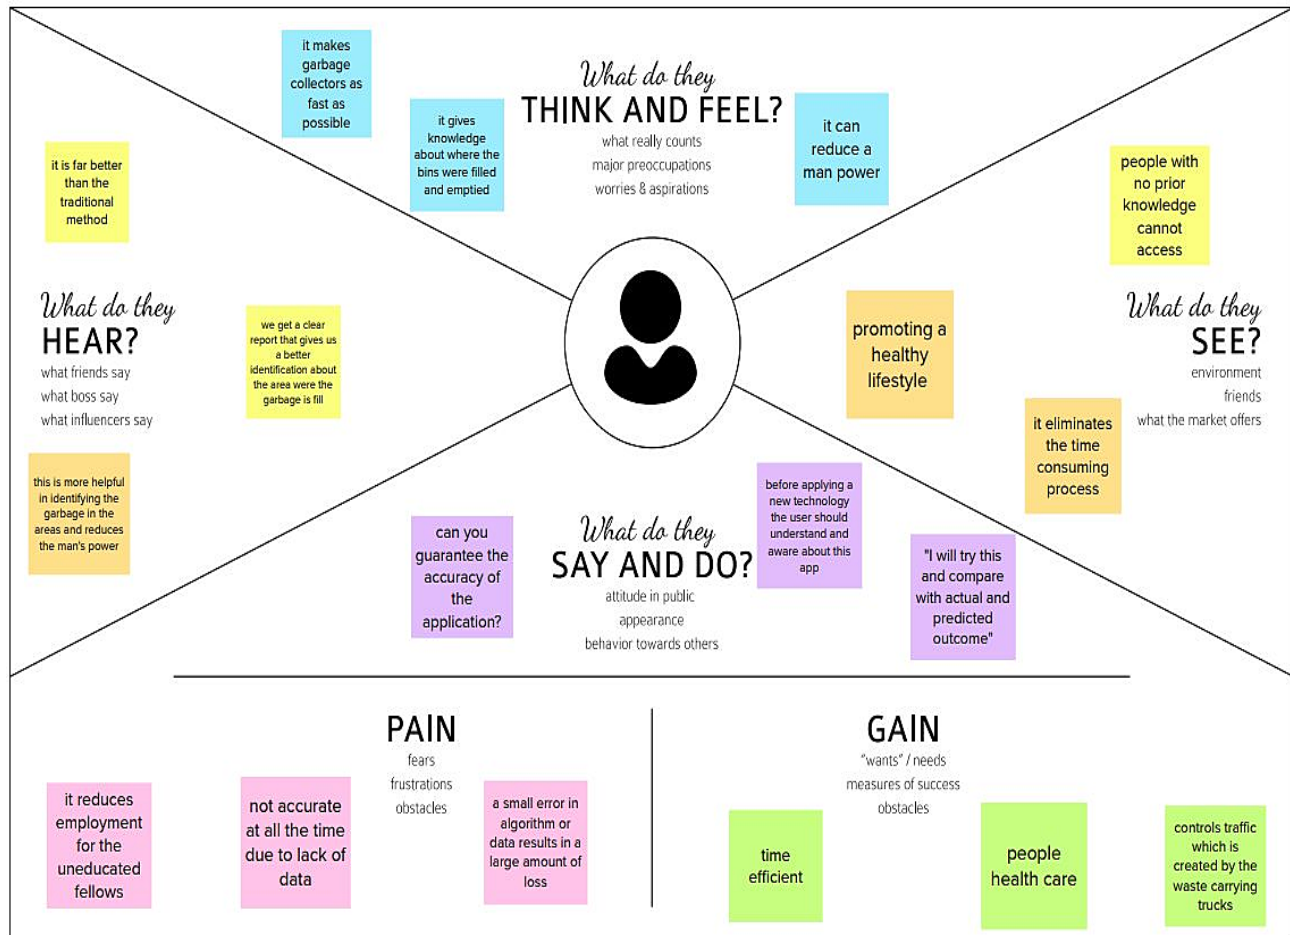 it makes
garbage
collectors as
fast as
possible
it gives
knowledge
about where the
bins were filled
and emptied
What do they
THINK AND FEEL?
what really counts
major preoccupations
worries & aspirations
it can
reduce a
man power
it is far better
than the
traditional
method
What do they
HEAR?
what friends say
what boss say
what influencers say
we get a clear
report that gives us
a better
identification about
the area were the
garbage is fill
this is more helpful
in identifying the
garbage in the
areas and reduces
the man's power
people with
no prior
knowledge
cannot
access
What do they
SEE?
environment
friends
what the market offers
promoting a
healthy
lifestyle
it eliminates
the time
consuming
process
can you
guarantee the
accuracy of
the
application?
What do they
SAY AND DO?
attitude in public
appearance
behavior towards others
before applying a
new technology
the user should
understand and
aware about this
app
"I will try this
and compare
with actual and
predicted
outcome"
PAIN
fears
frustrations
obstacles
it reduces
employment
for the
uneducated
fellows
not accurate
at all the time
due to lack of
data
a small error in
algorithm or
data results in a
large amount of
loss
GAIN
"wants" / needs
measures of success
obstacles
time
efficient
people
health care
controls traffic
which is
created by the
waste carrying
trucks